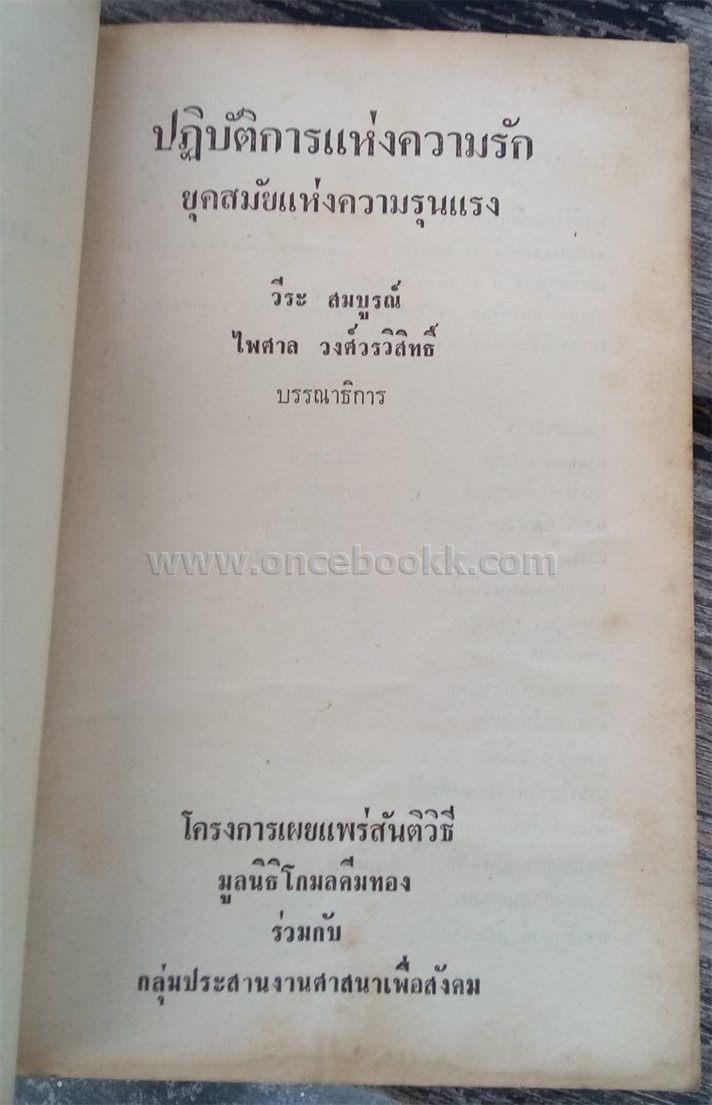 ปฏิบัติการแห่งความรัก
ยุคสมัยแห่งความรุนแรง
วีระ สมบูรณ์
ไพศาล วงศ์วรวิสิทธิ์
บรรณาธิการ
www.oncebookk.com
โครงการเผยแพร่สันติวิธี
มูลนิธิโกมลคีมทอง
ร่วมกับ
กลุ่มประสานงานศาสนาเพื่อสังคม